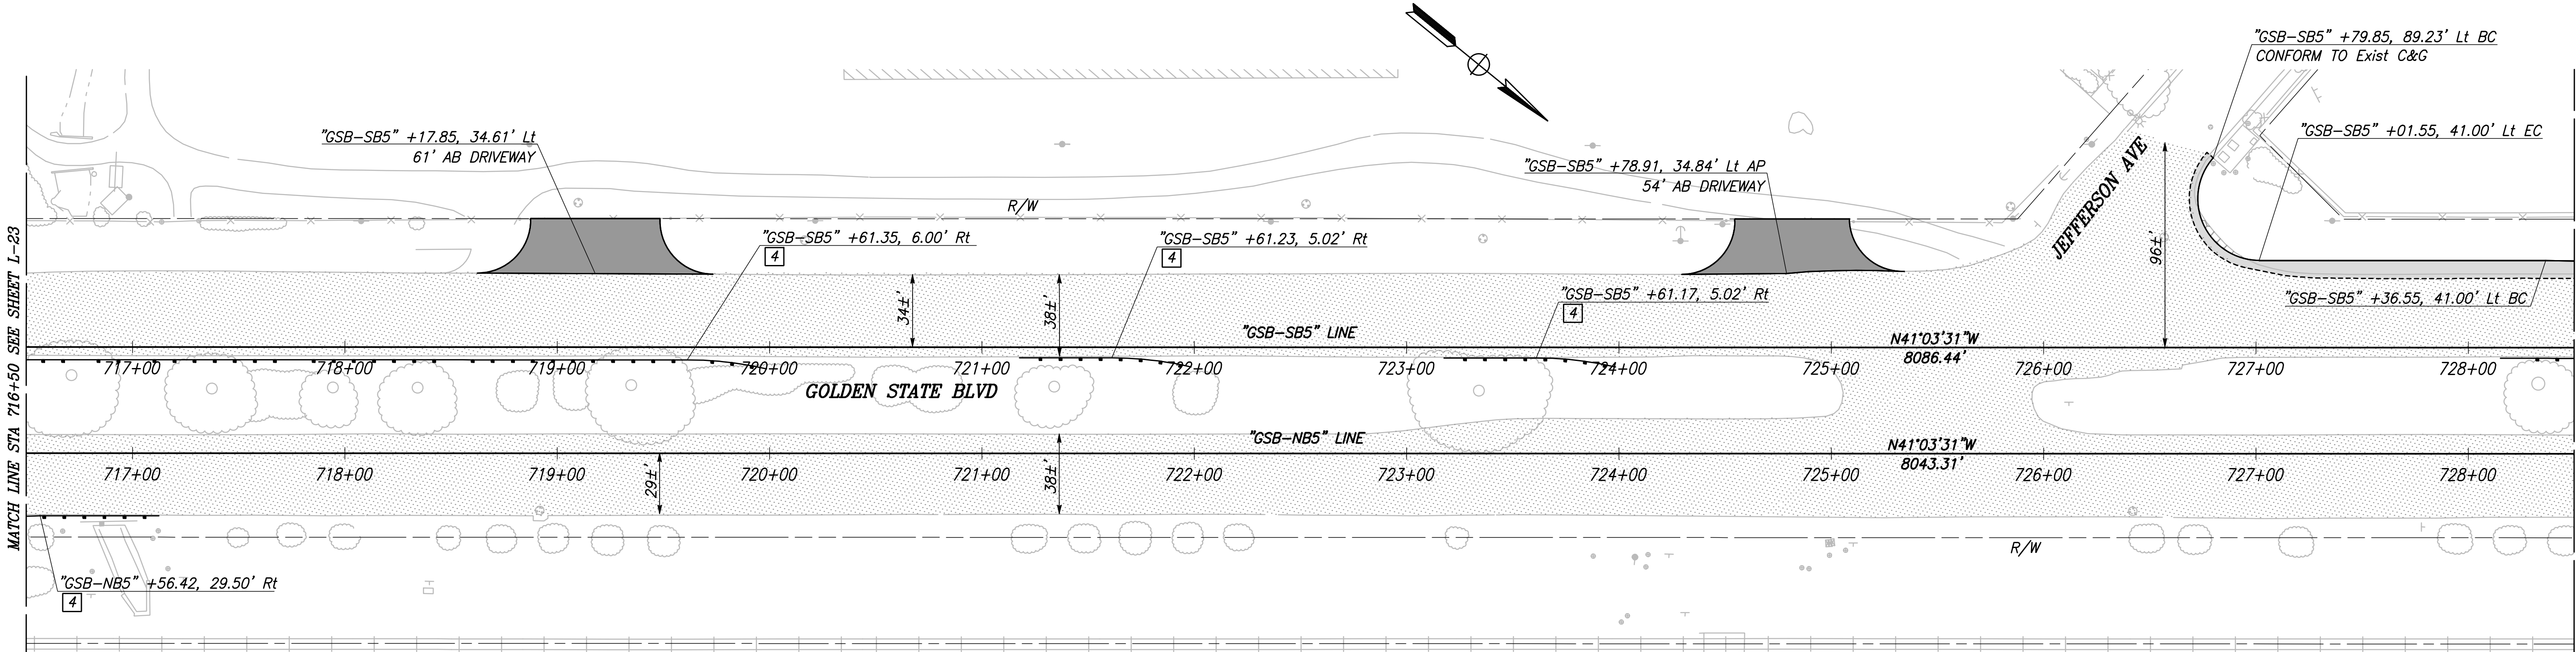 "GSB-SB5" +79.85, 89.23' Lt BC
CONFORM TO Exist C&G
"GSB-SB5" +17.85, 34.61' Lt
61' AB DRIVEWAY
"GSB-SB5" +01.55, 41.00' Lt EC
"GSB-SB5" +78.91, 34.84' Lt AP
54' AB DRIVEWAY
R/W
JEFFERSON AVE
"GSB-SB5" +61.35, 6.00' Rt
4
"GSB-SB5" +61.23, 5.02' Rt
4
96±'
"GSB-SB5" +61.17, 5.02' Rt
4
"GSB-SB5" +36.55, 41.00' Lt BC
34±'
38±'
"GSB-SB5" LINE
N41°03'31"W
8086.44'
717+00 718+00 719+00 720+00 721+00 722+00 723+00 724+00 725+00 726+00 727+00 728+00
GOLDEN STATE BLVD
"GSB-NB5" LINE
N41°03'31"W
8043.31'
717+00 718+00 719+00 720+00 721+00 722+00 723+00 724+00 725+00 726+00 727+00 728+00
29±'
38±'
R/W
"GSB-NB5" +56.42, 29.50' Rt
4
MATCH LINE STA 716+50 SEE SHEET L-23